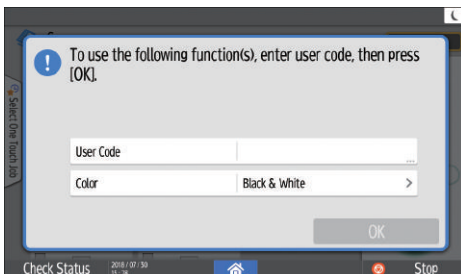 To use the following function(s), enter user code, then press
[OK].
Select One Touch Job
User Code
...
Color Black & White >
OK
Check Status 2018/07/30
Stop